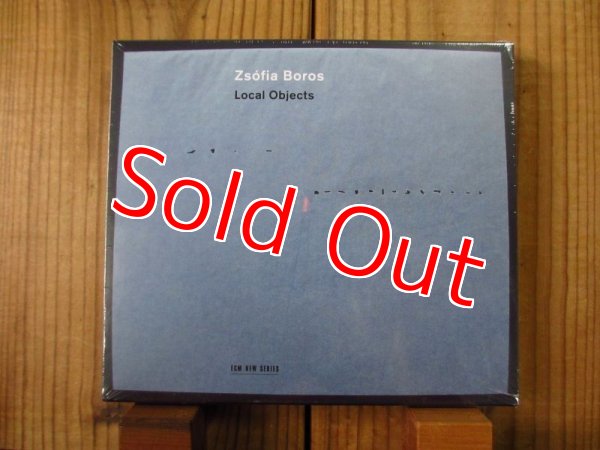 Zsófia Boros
Local Objects
Sold Out
ECM NEW SERIES